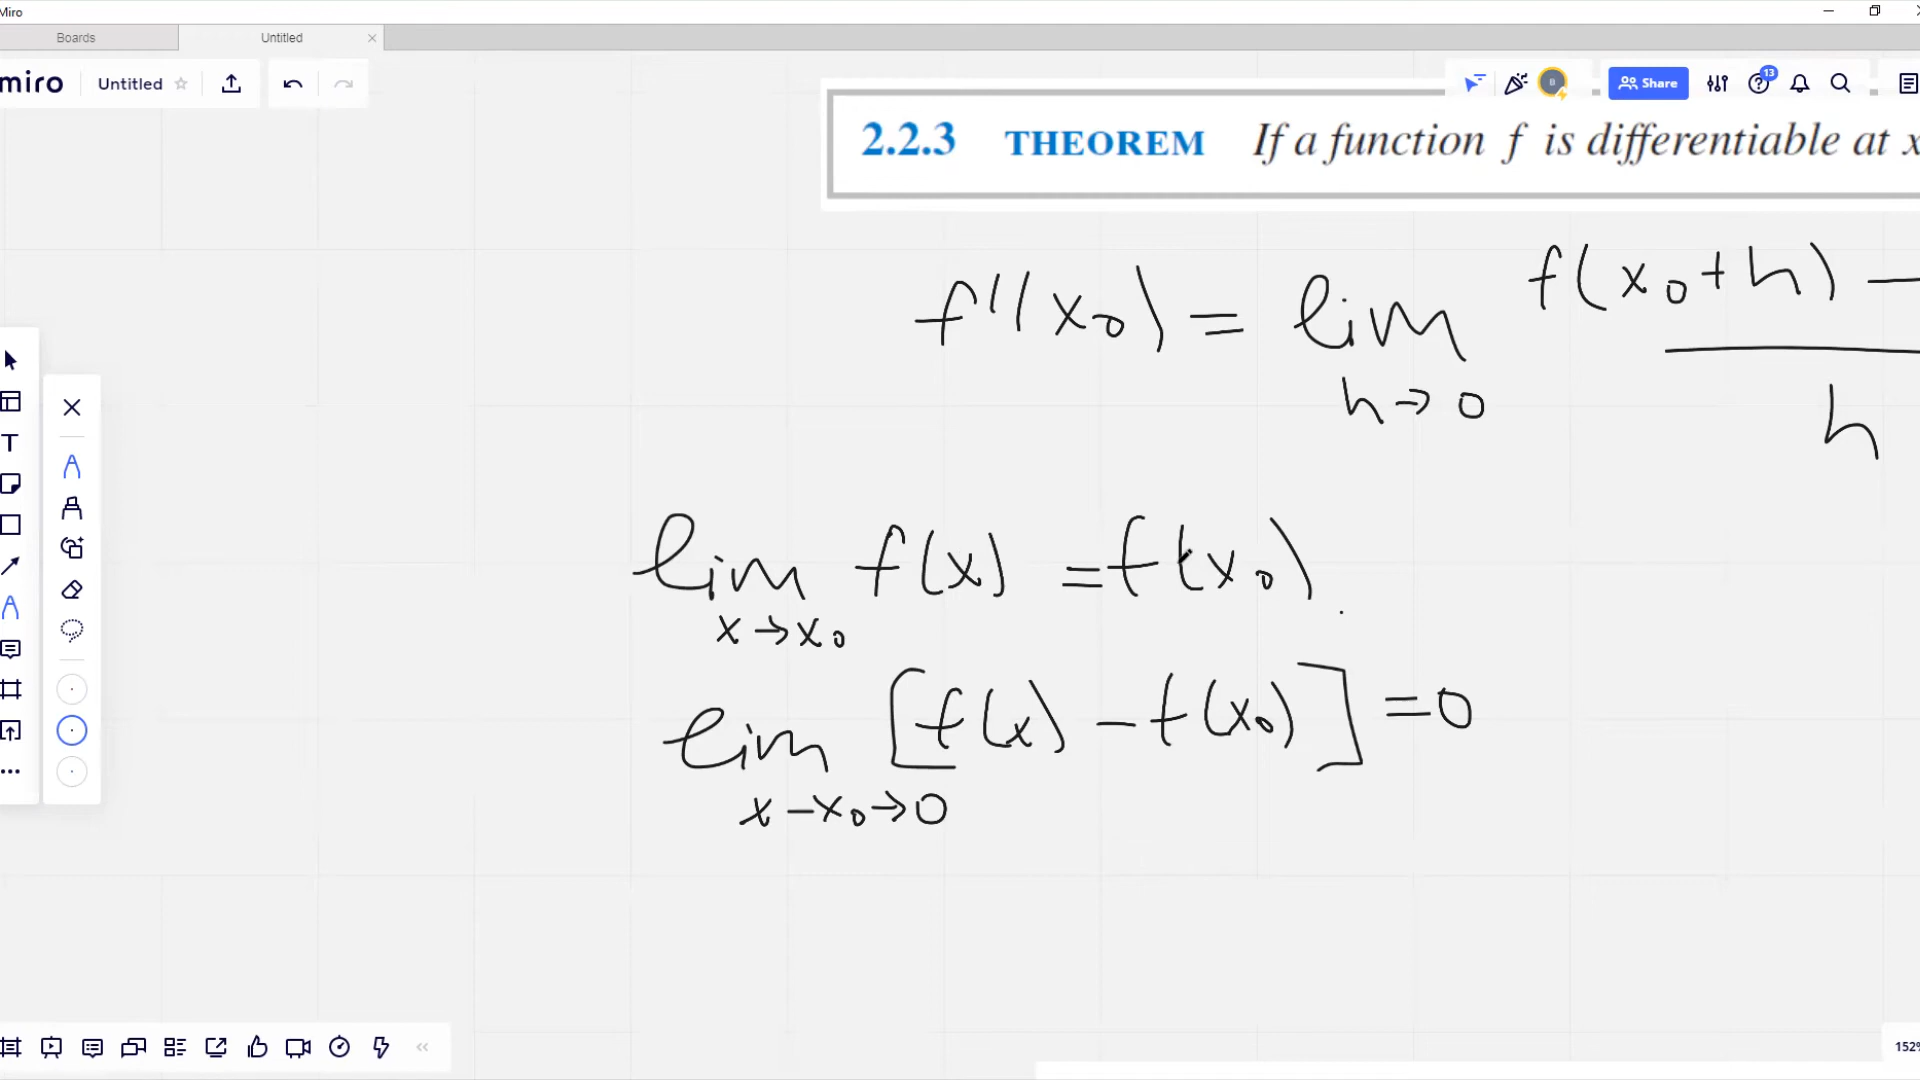 Miro
Boards
Untitled
miro Untitled
13
Share
2.2.3 THEOREM If a function f is differentiable at x
f'(x₀) = lim f(x₀+h) —
h→0 h
lim f(x) = f(x₀)
x→x₀
lim [f(x) – f(x₀)] = 0
x–x₀→0
152%